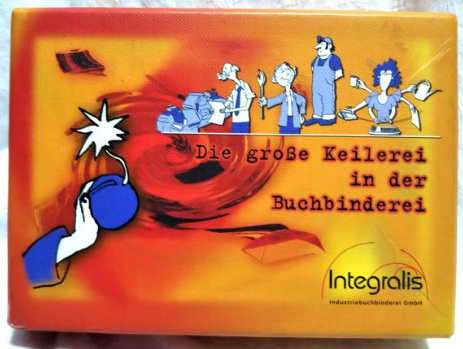 Die große Keilerei
in der
Buchbinderei
Integralis
Industriebuchbinderei GmbH